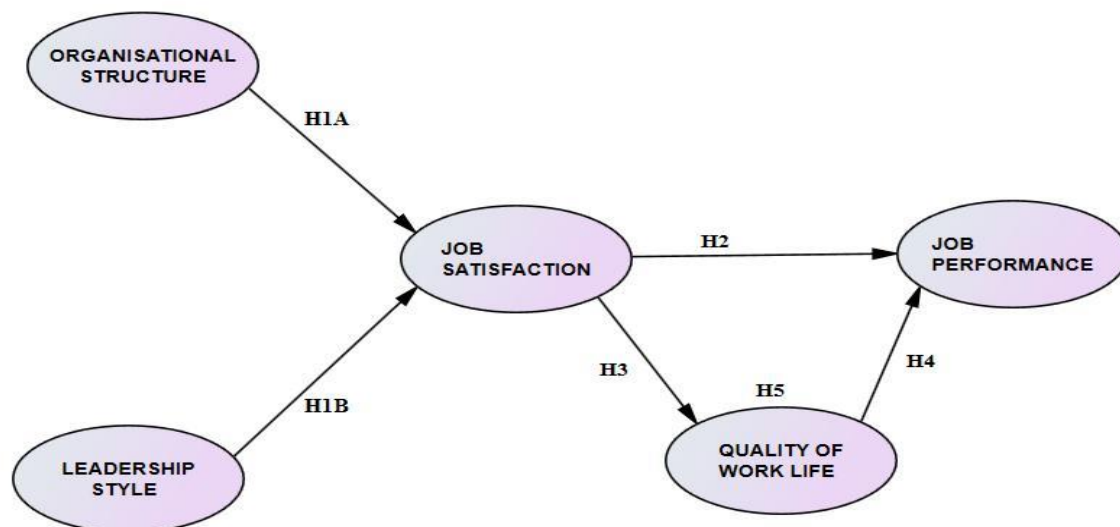 ORGANISATIONAL
STRUCTURE
H1A
JOB
SATISFACTION
H2
JOB
PERFORMANCE
H3
H4
H5
H1B
LEADERSHIP
STYLE
QUALITY OF
WORK LIFE